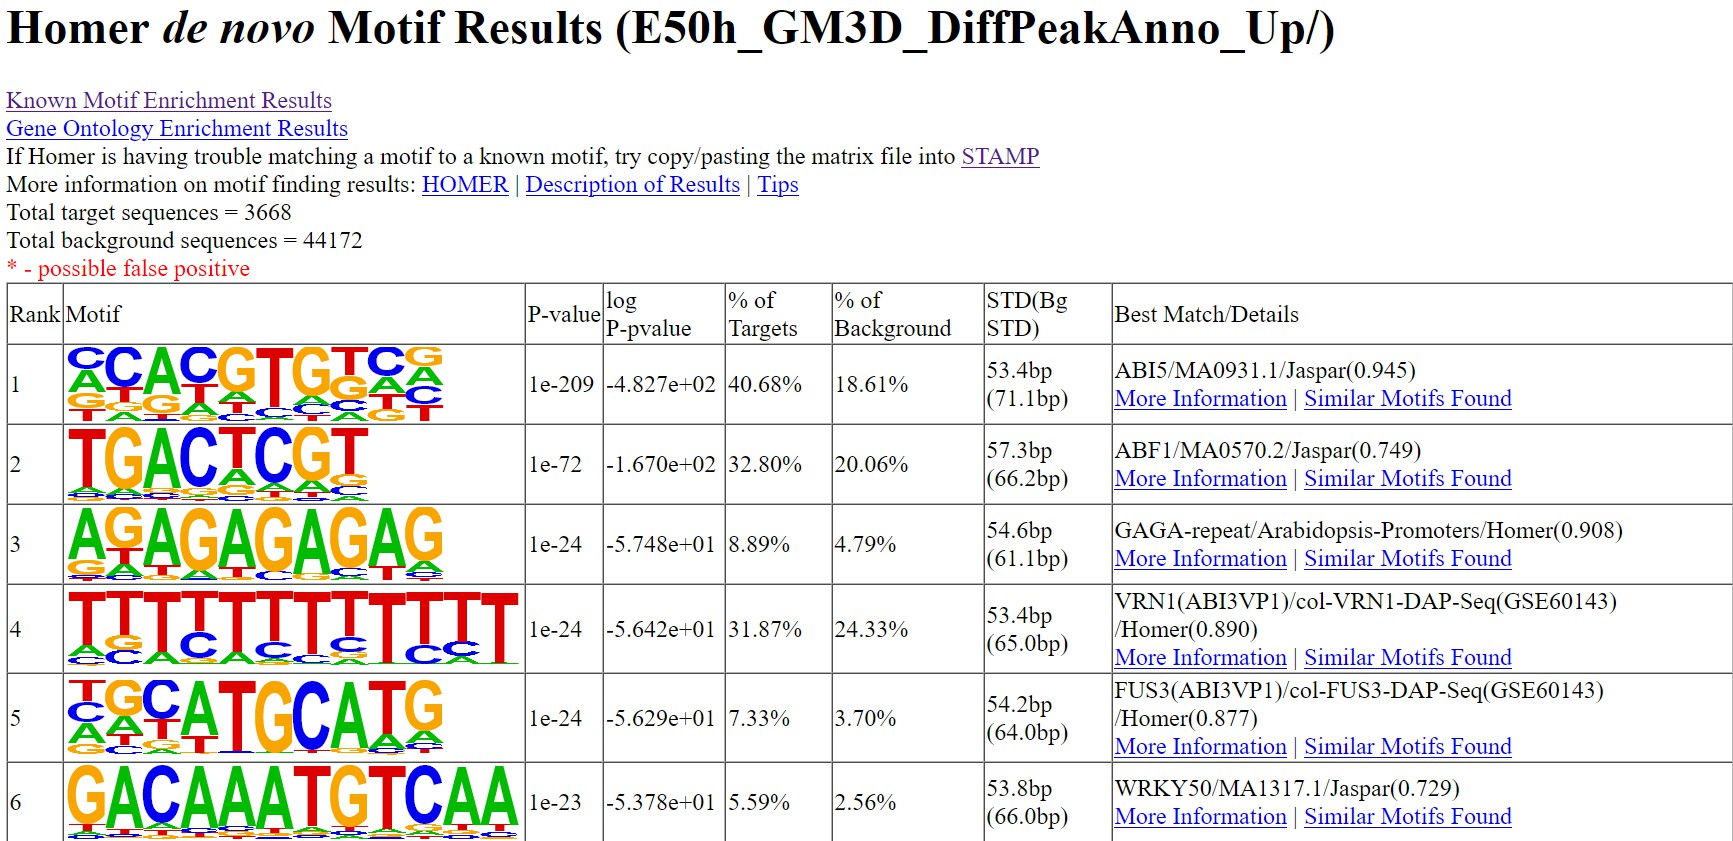 Homer de novo Motif Results (E50h_GM3D_DiffPeakAnno_Up/)
Known Motif Enrichment Results
Gene Ontology Enrichment Results
If Homer is having trouble matching a motif to a known motif, try copy/pasting the matrix file into STAMP
More information on motif finding results: HOMER | Description of Results | Tips
Total target sequences = 3668
Total background sequences = 44172
* - possible false positive
Rank Motif P-value log P-pvalue % of Targets % of Background STD(Bg STD) Best Match/Details
1 CCACGTGTCG 1e-209 -4.827e+02 40.68% 18.61% 53.4bp (71.1bp) ABI5/MA0931.1/Jaspar(0.945)
More Information | Similar Motifs Found
2 TGACTCGT 1e-72 -1.670e+02 32.80% 20.06% 57.3bp (66.2bp) ABF1/MA0570.2/Jaspar(0.749)
More Information | Similar Motifs Found
3 AGAGAGAGAG 1e-24 -5.748e+01 8.89% 4.79% 54.6bp (61.1bp) GAGA-repeat/Arabidopsis-Promoters/Homer(0.908)
More Information | Similar Motifs Found
4 TTTTTTTTTTTT 1e-24 -5.642e+01 31.87% 24.33% 53.4bp (65.0bp) VRN1(ABI3VP1)/col-VRN1-DAP-Seq(GSE60143)
/Homer(0.890)
More Information | Similar Motifs Found
5 TGCATGCATG 1e-24 -5.629e+01 7.33% 3.70% 54.2bp (64.0bp) FUS3(ABI3VP1)/col-FUS3-DAP-Seq(GSE60143)
/Homer(0.877)
More Information | Similar Motifs Found
6 GACAAATGTCAA 1e-23 -5.378e+01 5.59% 2.56% 53.8bp (66.0bp) WRKY50/MA1317.1/Jaspar(0.729)
More Information | Similar Motifs Found